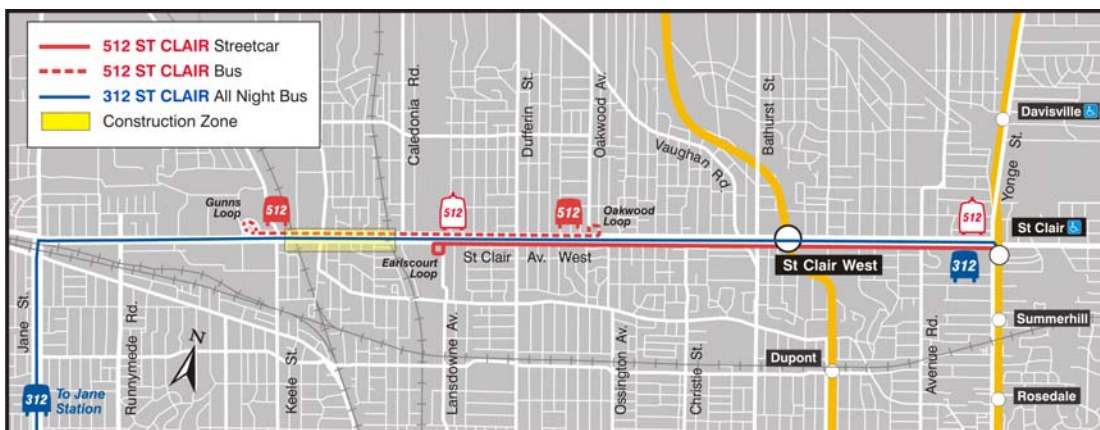 512 ST CLAIR Streetcar
512 ST CLAIR Bus
312 ST CLAIR All Night Bus
Construction Zone
Caledonia Rd.
Dufferin St.
Oakwood Av.
Vaughan Rd.
Bathurst St.
Davisville
Yonge St.
Gunns
Loop
512
512
512
Oakwood
Loop
512
St Clair
Earlscourt
Loop
St Clair Av. West
St Clair West
312
Jane St.
Runnymede Rd.
N
Keele St.
Lansdowne Av.
Ossington Av.
Christie St.
Dupont
Avenue Rd.
Summerhill
Rosedale
312
To Jane
Station